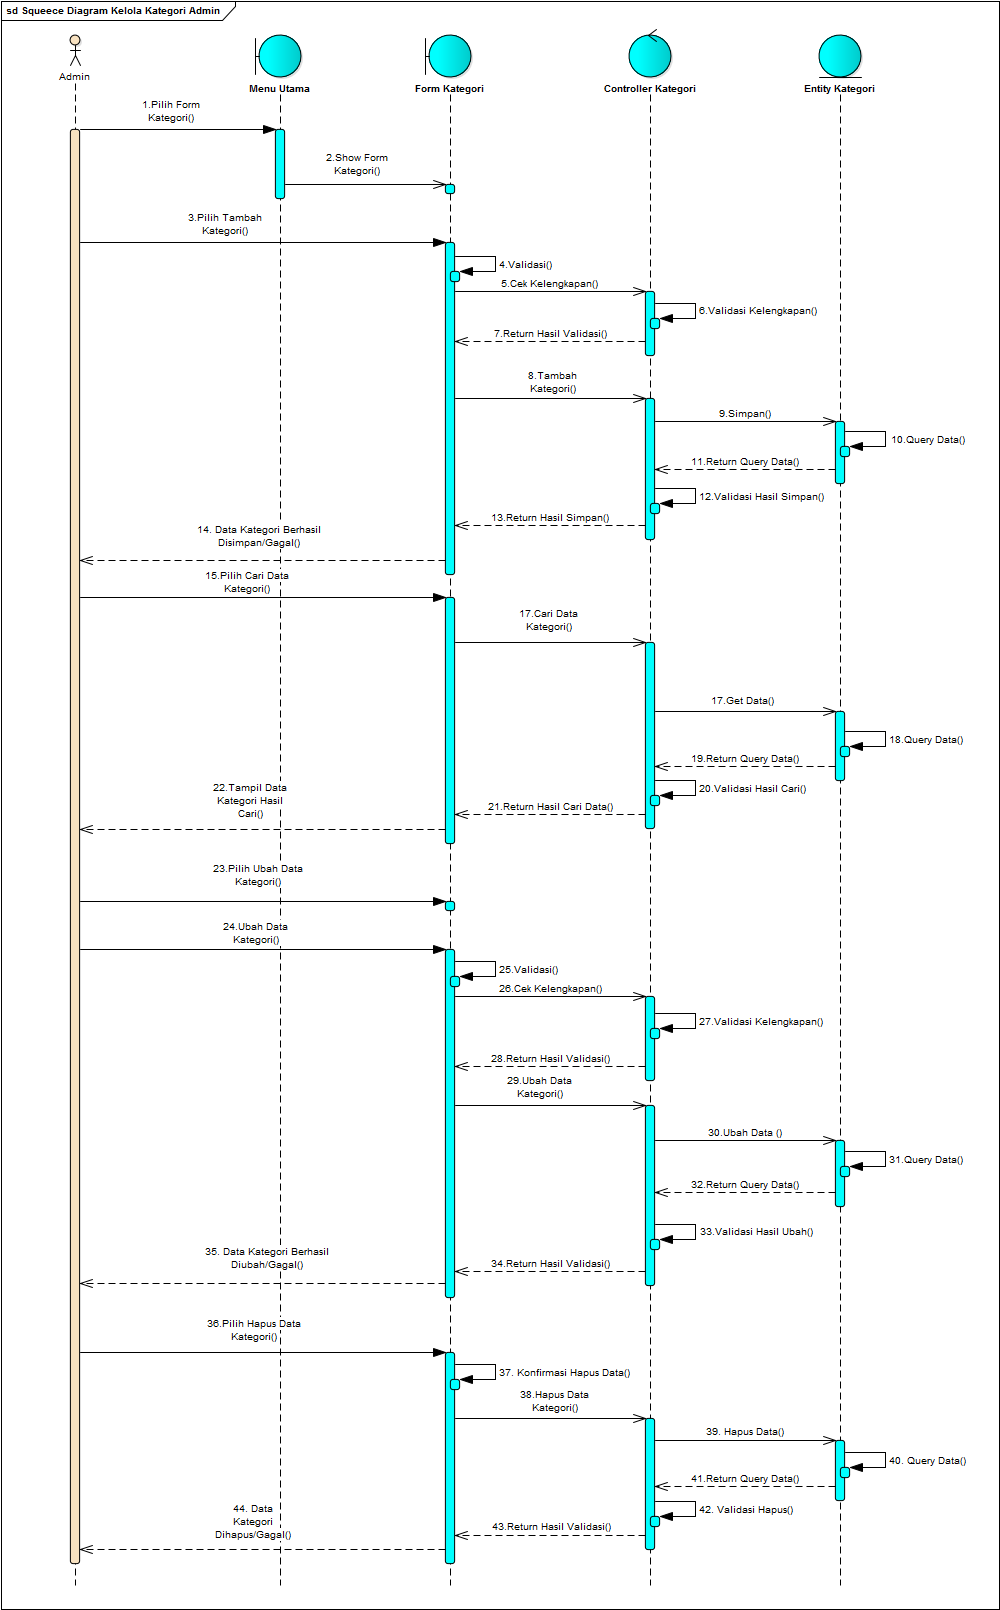 sd Squeece Diagram Kelola Kategori Admin
Admin
Menu Utama
Form Kategori
Controller Kategori
Entity Kategori
1.Pilih Form
Kategori()
2.Show Form
Kategori()
3.Pilih Tambah
Kategori()
4.Validasi()
5.Cek Kelengkapan()
6.Validasi Kelengkapan()
7.Return Hasil Validasi()
8.Tambah
Kategori()
9.Simpan()
10.Query Data()
11.Return Query Data()
12.Validasi Hasil Simpan()
13.Return Hasil Simpan()
14. Data Kategori Berhasil
Disimpan/Gagal()
15.Pilih Cari Data
Kategori()
17.Cari Data
Kategori()
17.Get Data()
18.Query Data()
19.Return Query Data()
20.Validasi Hasil Cari()
21.Return Hasil Cari Data()
22.Tampil Data
Kategori Hasil
Cari()
23.Pilih Ubah Data
Kategori()
24.Ubah Data
Kategori()
25.Validasi()
26.Cek Kelengkapan()
27.Validasi Kelengkapan()
28.Return Hasil Validasi()
29.Ubah Data
Kategori()
30.Ubah Data ()
31.Query Data()
32.Return Query Data()
33.Validasi Hasil Ubah()
34.Return Hasil Validasi()
35. Data Kategori Berhasil
Diubah/Gagal()
36.Pilih Hapus Data
Kategori()
37. Konfirmasi Hapus Data()
38.Hapus Data
Kategori()
39. Hapus Data()
40. Query Data()
41.Return Query Data()
42. Validasi Hapus()
43.Return Hasil Validasi()
44. Data
Kategori
Dihapus/Gagal()